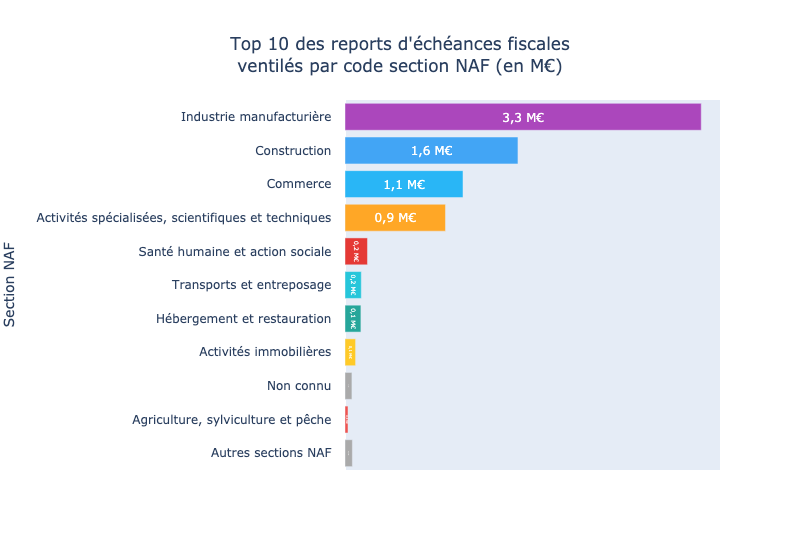 Top 10 des reports d'échéances fiscales
ventilés par code section NAF (en M€)
Section NAF
Industrie manufacturière
3,3 M€
Construction
1,6 M€
Commerce
1,1 M€
Activités spécialisées, scientifiques et techniques
0,9 M€
Santé humaine et action sociale
0,2 M€
Transports et entreposage
0,2 M€
Hébergement et restauration
0,1 M€
Activités immobilières
Non connu
Agriculture, sylviculture et pêche
Autres sections NAF